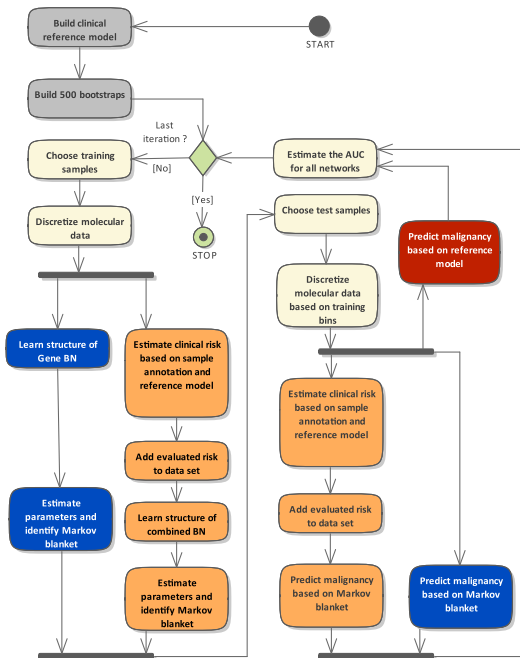 Build clinical
reference model
START
Build 500 bootstraps
Last
iteration ?
[No]
[Yes]
STOP
Choose training
samples
Discretize molecular
data
Learn structure of
Gene BN
Estimate
parameters and
identify Markov
blanket
Estimate clinical risk
based on sample
annotation and
reference model
Add evaluated risk
to data set
Learn structure of
combined BN
Estimate
parameters and
identify Markov
blanket
Estimate the AUC
for all networks
Choose test samples
Discretize
molecular data
based on training
bins
Predict malignancy
based on reference
model
Estimate clinical risk
based on sample
annotation and
reference model
Add evaluated risk
to data set
Predict malignancy
based on Markov
blanket
Predict malignancy
based on Markov
blanket